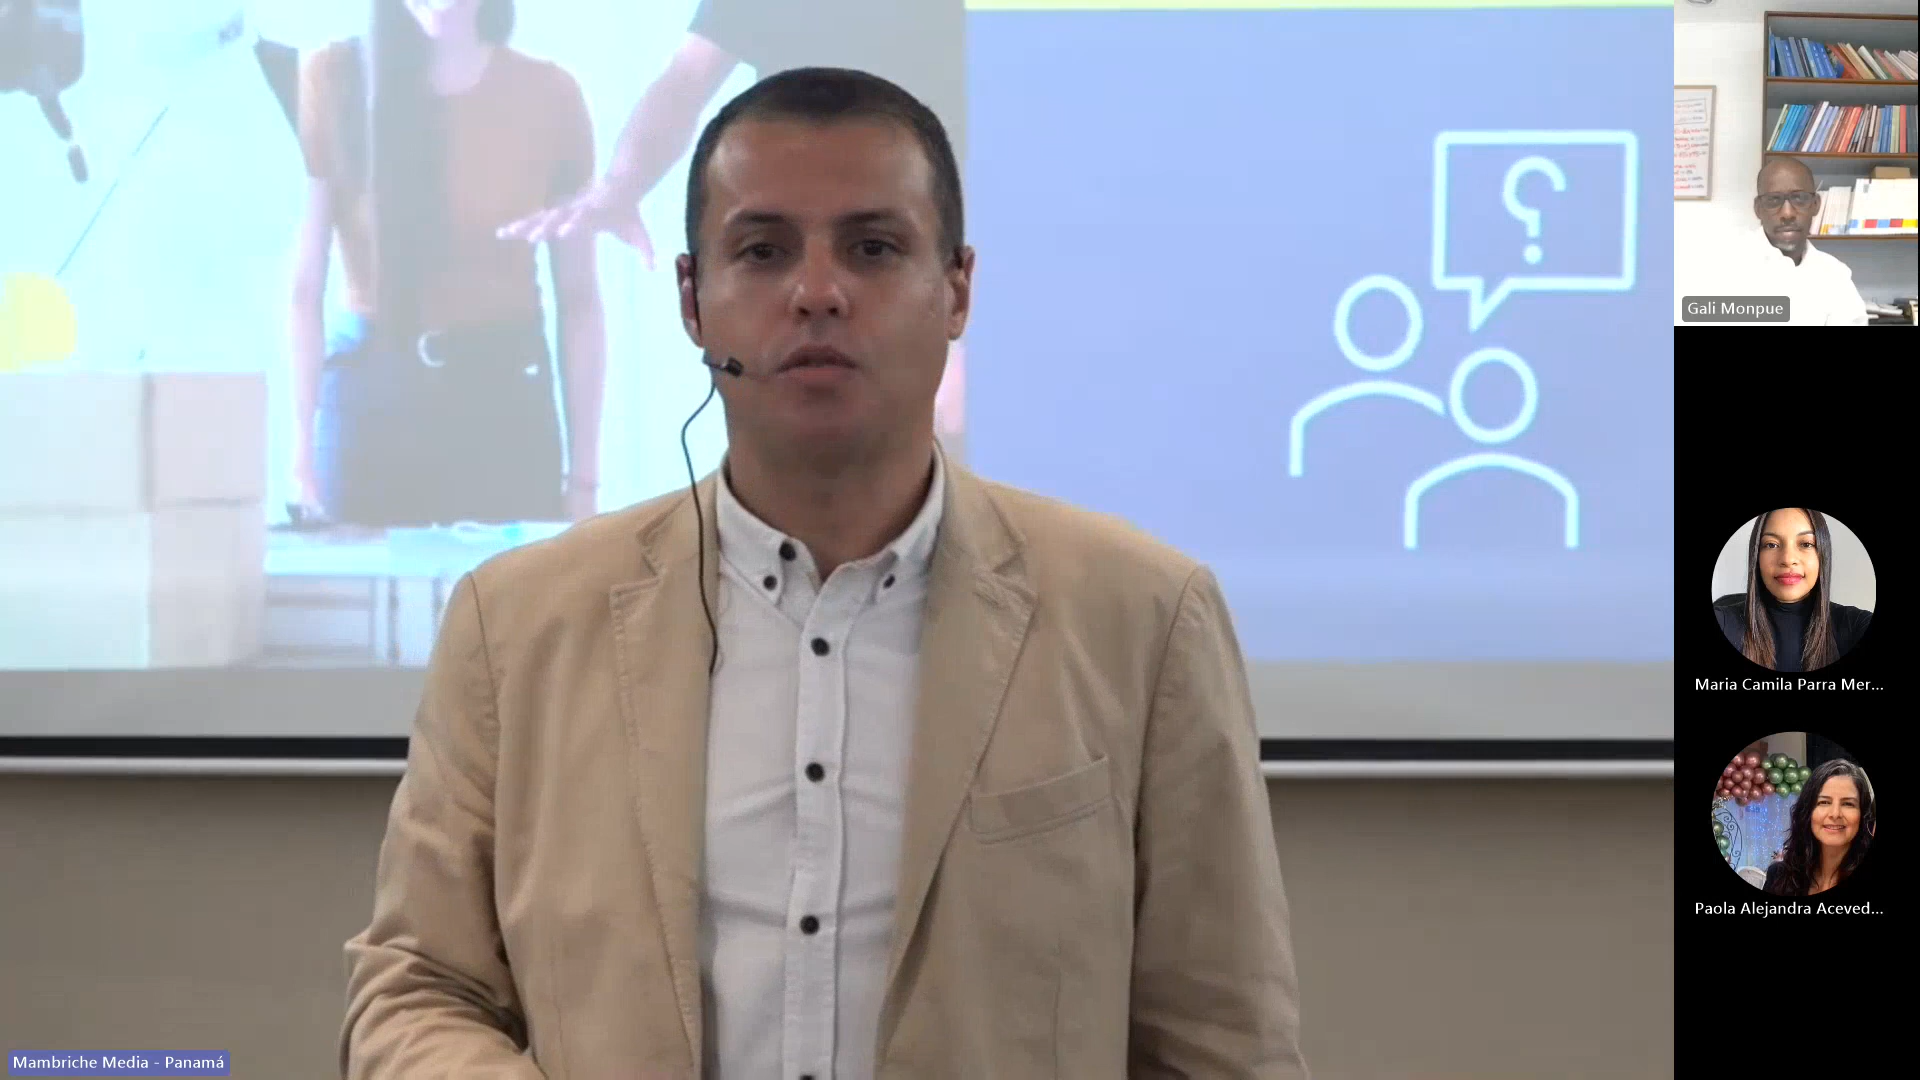 Gali Monpue
Maria Camila Parra Mer...
Paola Alejandra Aceved...
Mambriche Media - Panamá